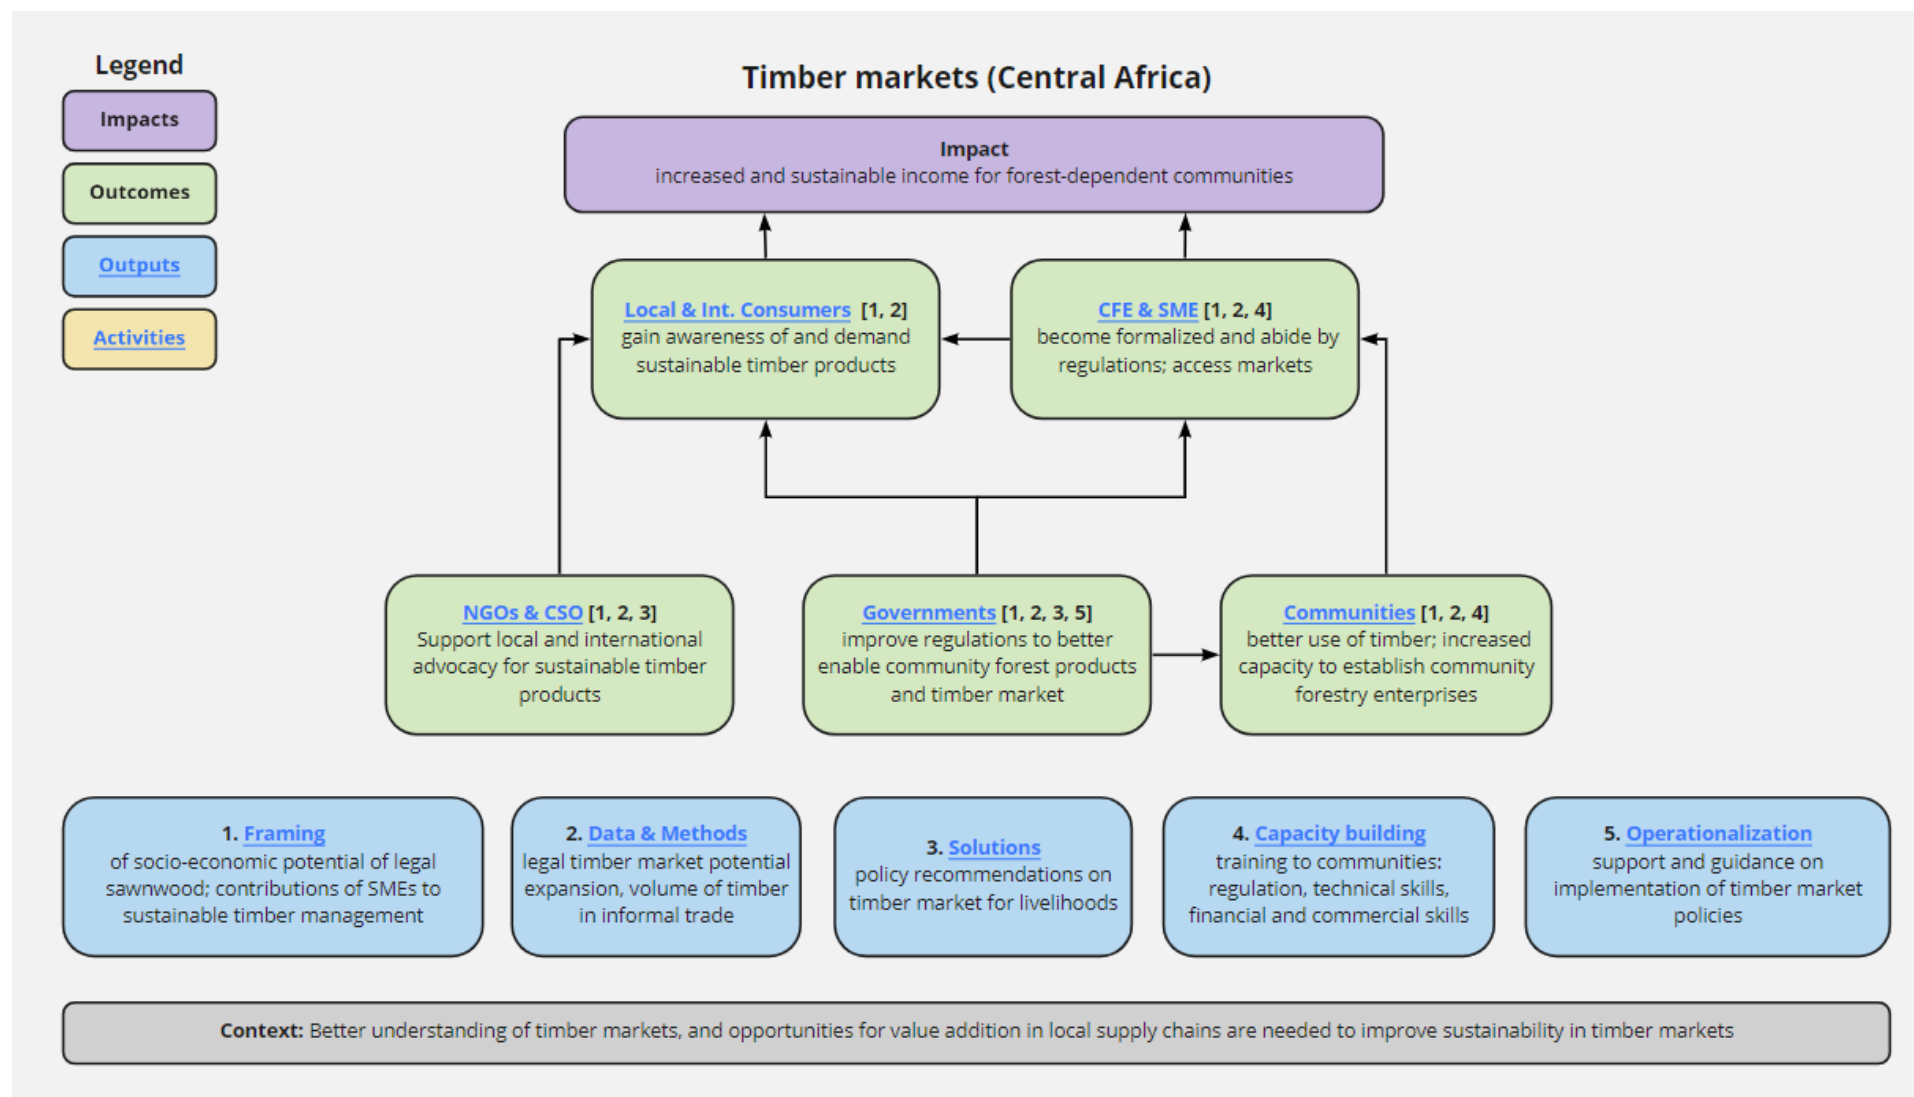 Legend
Impacts
Outcomes
Outputs
Activities
Timber markets (Central Africa)
Impact
increased and sustainable income for forest-dependent communities
Local & Int. Consumers [1, 2]
gain awareness of and demand
sustainable timber products
CFE & SME [1, 2, 4]
become formalized and abide by
regulations; access markets
NGOs & CSO [1, 2, 3]
Support local and international
advocacy for sustainable timber
products
Governments [1, 2, 3, 5]
improve regulations to better
enable community forest products
and timber market
Communities [1, 2, 4]
better use of timber; increased
capacity to establish community
forestry enterprises
1. Framing
of socio-economic potential of legal
sawnwood; contributions of SMEs to
sustainable timber management
2. Data & Methods
legal timber market potential
expansion, volume of timber
in informal trade
3. Solutions
policy recommendations on
timber market for livelihoods
4. Capacity building
training to communities:
regulation, technical skills,
financial and commercial skills
5. Operationalization
support and guidance on
implementation of timber market
policies
Context: Better understanding of timber markets, and opportunities for value addition in local supply chains are needed to improve sustainability in timber markets